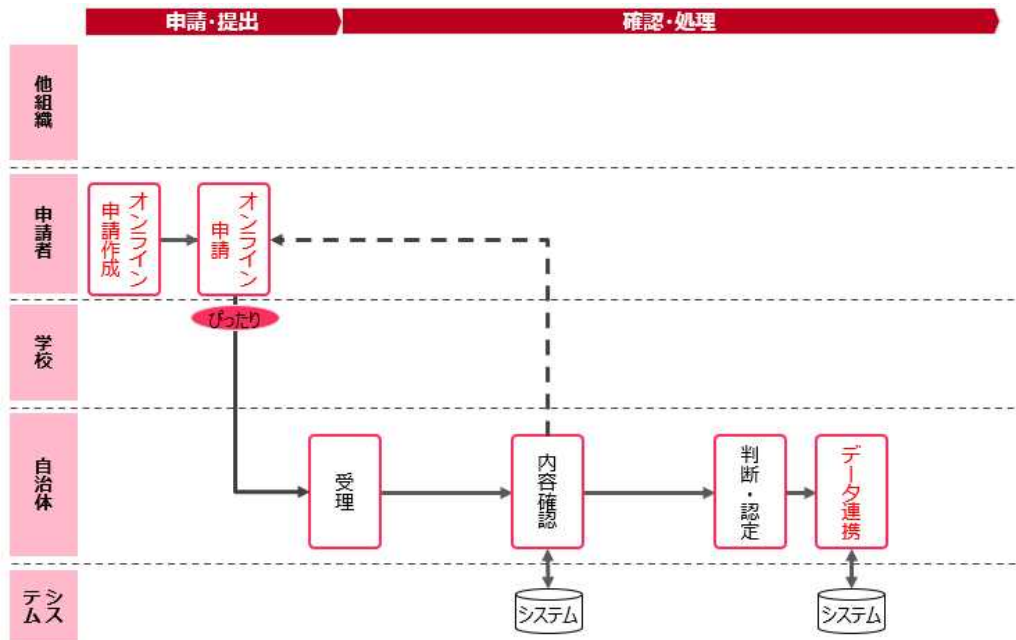 申請・提出
確認・処理
他組織
申請者
オンライン
申請作成
オンライン
申請
ぴったり
学校
自治体
受理
内容確認
判断・認定
データ連携
シス
テム
システム
システム